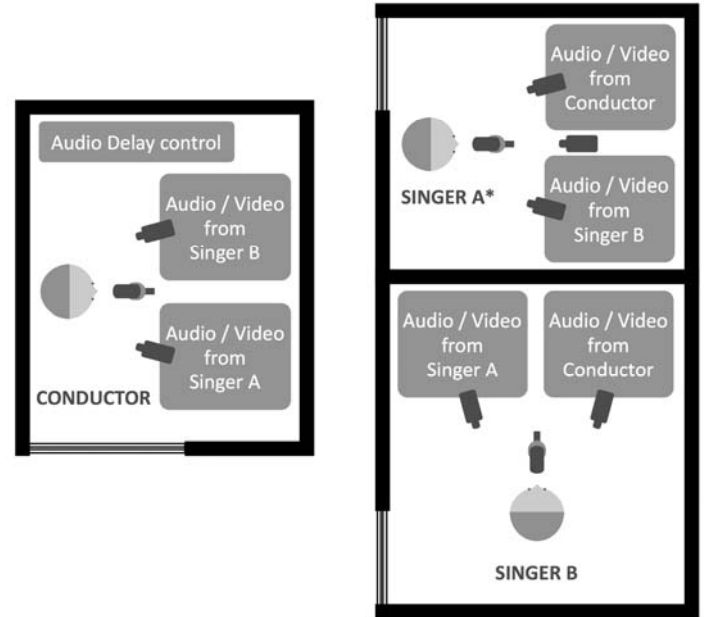 Audio Delay control
Audio / Video
from
Singer B
Audio / Video
from
Singer A
CONDUCTOR
Audio / Video
from
Conductor
SINGER A*
Audio / Video
from
Singer B
Audio / Video
from
Singer A
Audio / Video
from
Conductor
SINGER B